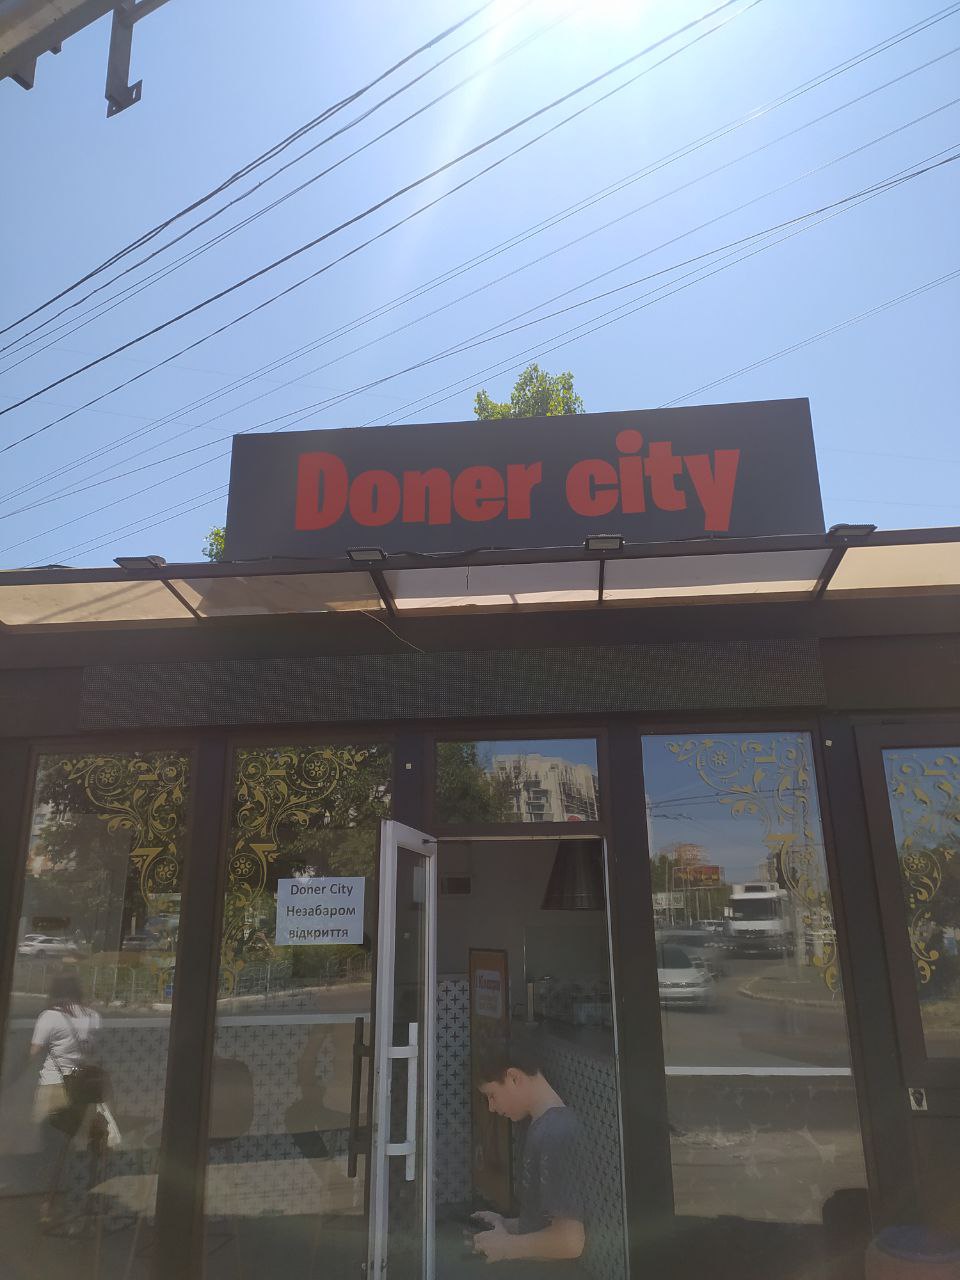 Doner city
Doner City
Незабаром
відкриття